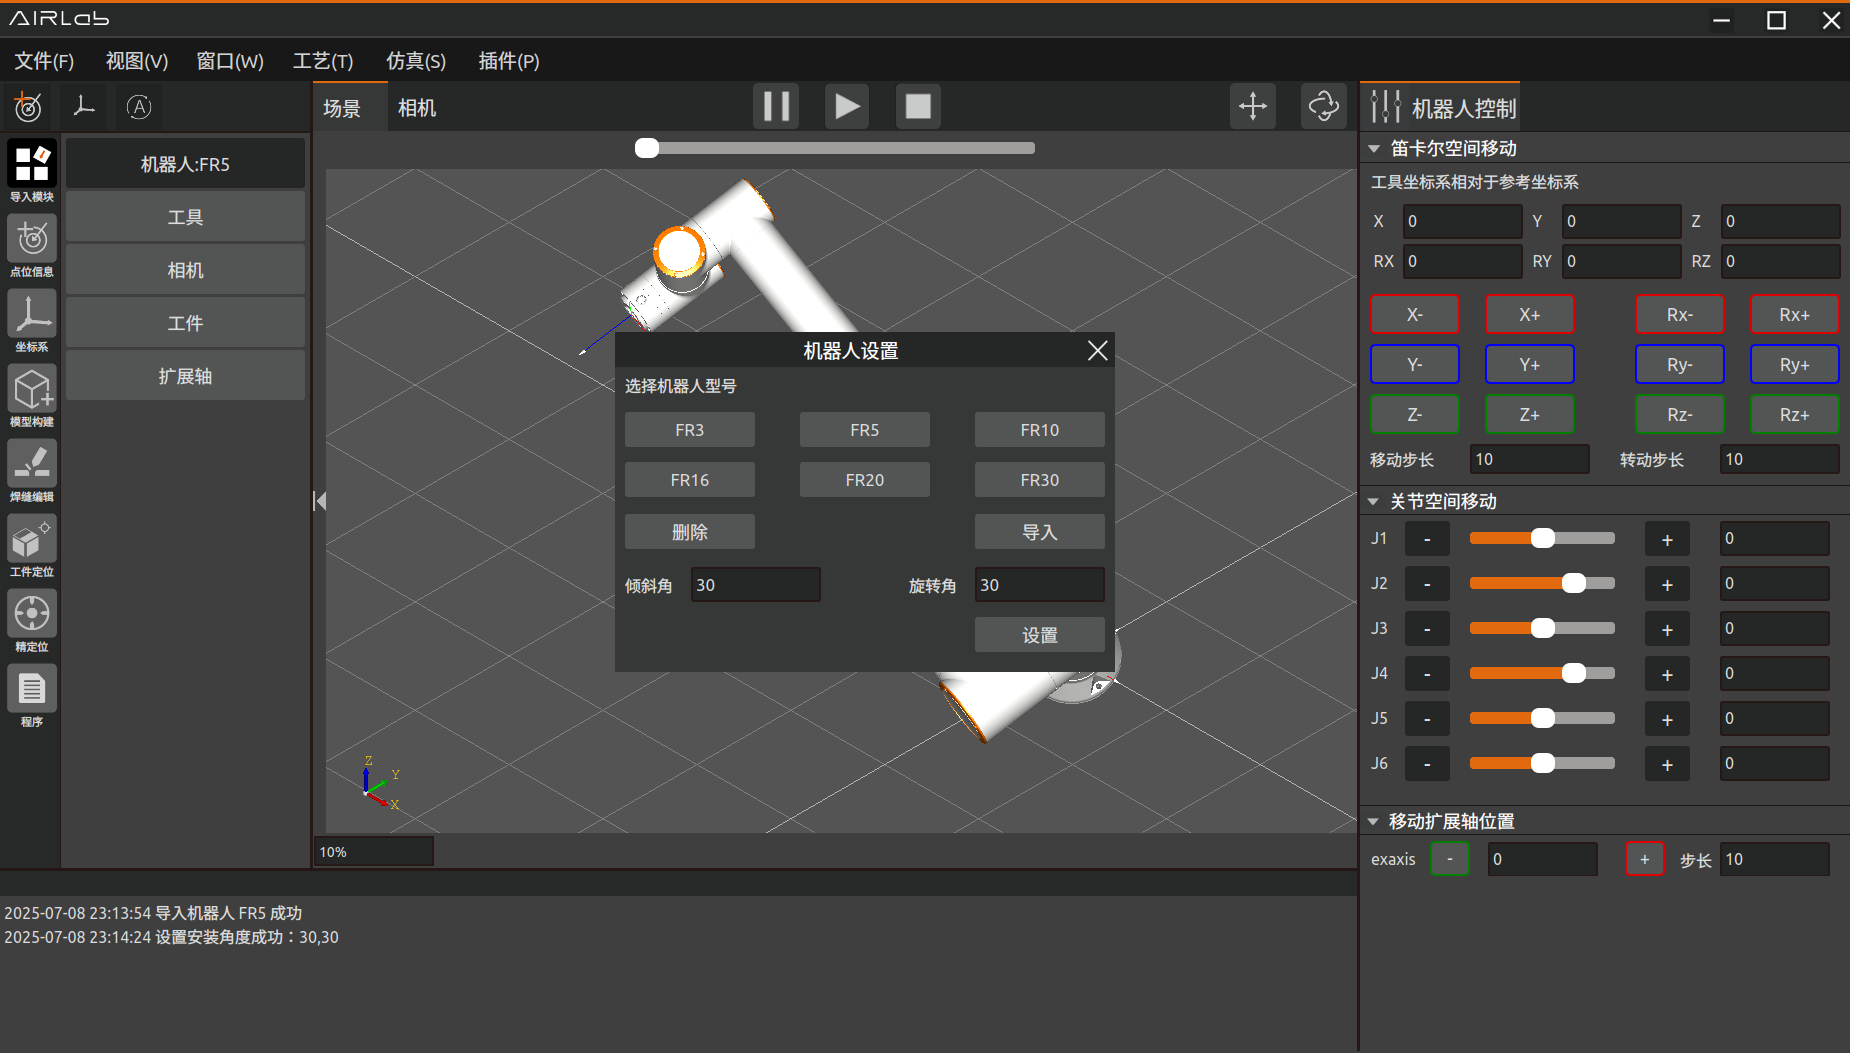 AIRLab
文件(F) 视图(V) 窗口(W) 工艺(T) 仿真(S) 插件(P)
A
场景 相机
机器人控制
导入模块
点位信息
坐标系
模型构建
焊缝编辑
工件定位
精定位
程序
机器人:FR5
工具
相机
工件
扩展轴
机器人设置
选择机器人型号
FR3 FR5 FR10
FR16 FR20 FR30
删除 导入
倾斜角 30 旋转角 30
设置
Z
Y
X
10%
笛卡尔空间移动
工具坐标系相对于参考坐标系
X 0 Y 0 Z 0
RX 0 RY 0 RZ 0
X- X+ Rx- Rx+
Y- Y+ Ry- Ry+
Z- Z+ Rz- Rz+
移动步长 10 转动步长 10
关节空间移动
J1 - + 0
J2 - + 0
J3 - + 0
J4 - + 0
J5 - + 0
J6 - + 0
移动扩展轴位置
exaxis - 0 + 步长 10
2025-07-08 23:13:54 导入机器人 FR5 成功
2025-07-08 23:14:24 设置安装角度成功：30,30